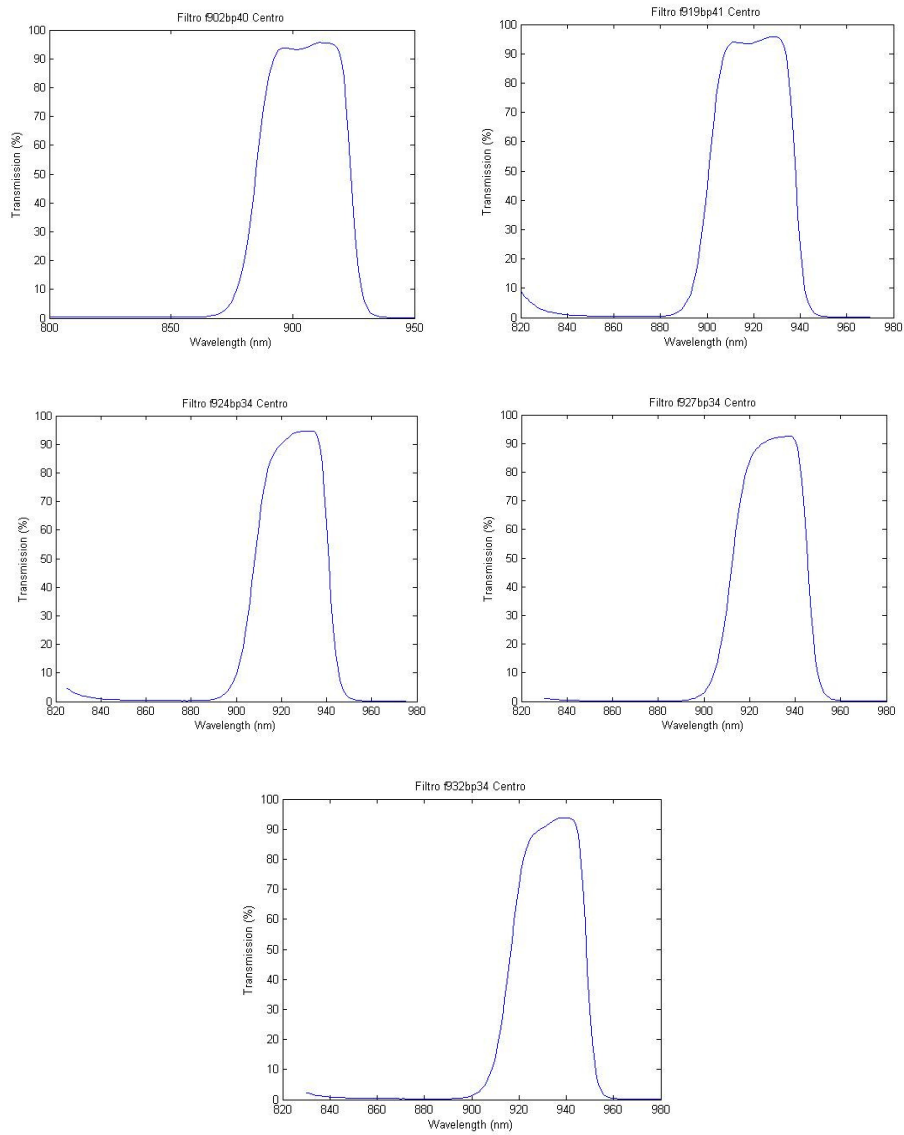 Filtro f902bp40 Centro
100
90
80
70
60
50
40
30
20
10
0
Transmission (%)
800 850 900 950
Wavelength (nm)
Filtro f919bp41 Centro
100
90
80
70
60
50
40
30
20
10
0
Transmission (%)
820 840 860 880 900 920 940 960 980
Wavelength (nm)
Filtro f924bp34 Centro
100
90
80
70
60
50
40
30
20
10
0
Transmission (%)
820 840 860 880 900 920 940 960 980
Wavelength (nm)
Filtro f927bp34 Centro
100
90
80
70
60
50
40
30
20
10
0
Transmission (%)
820 840 860 880 900 920 940 960 980
Wavelength (nm)
Filtro f932bp34 Centro
100
90
80
70
60
50
40
30
20
10
0
Transmission (%)
820 840 860 880 900 920 940 960 980
Wavelength (nm)